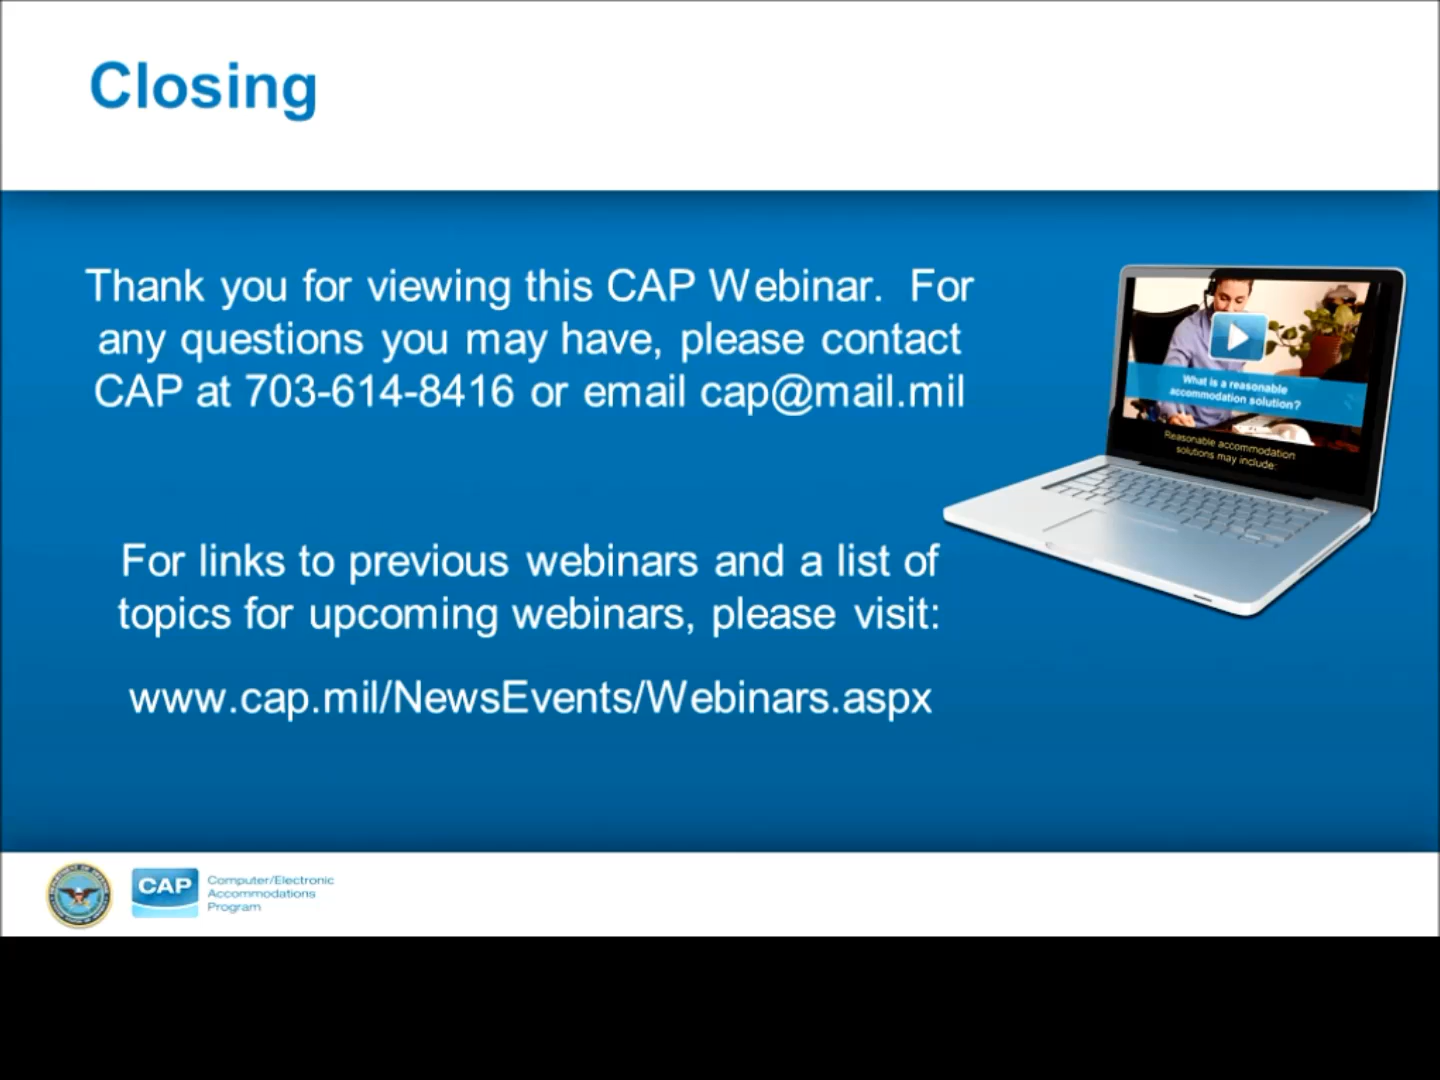 Closing
Thank you for viewing this CAP Webinar. For
any questions you may have, please contact
CAP at 703-614-8416 or email cap@mail.mil
What is a reasonable
accommodation solution?
Reasonable accommodation
solutions may include:
For links to previous webinars and a list of
topics for upcoming webinars, please visit:
www.cap.mil/NewsEvents/Webinars.aspx
CAP
Computer/Electronic
Accommodations
Program